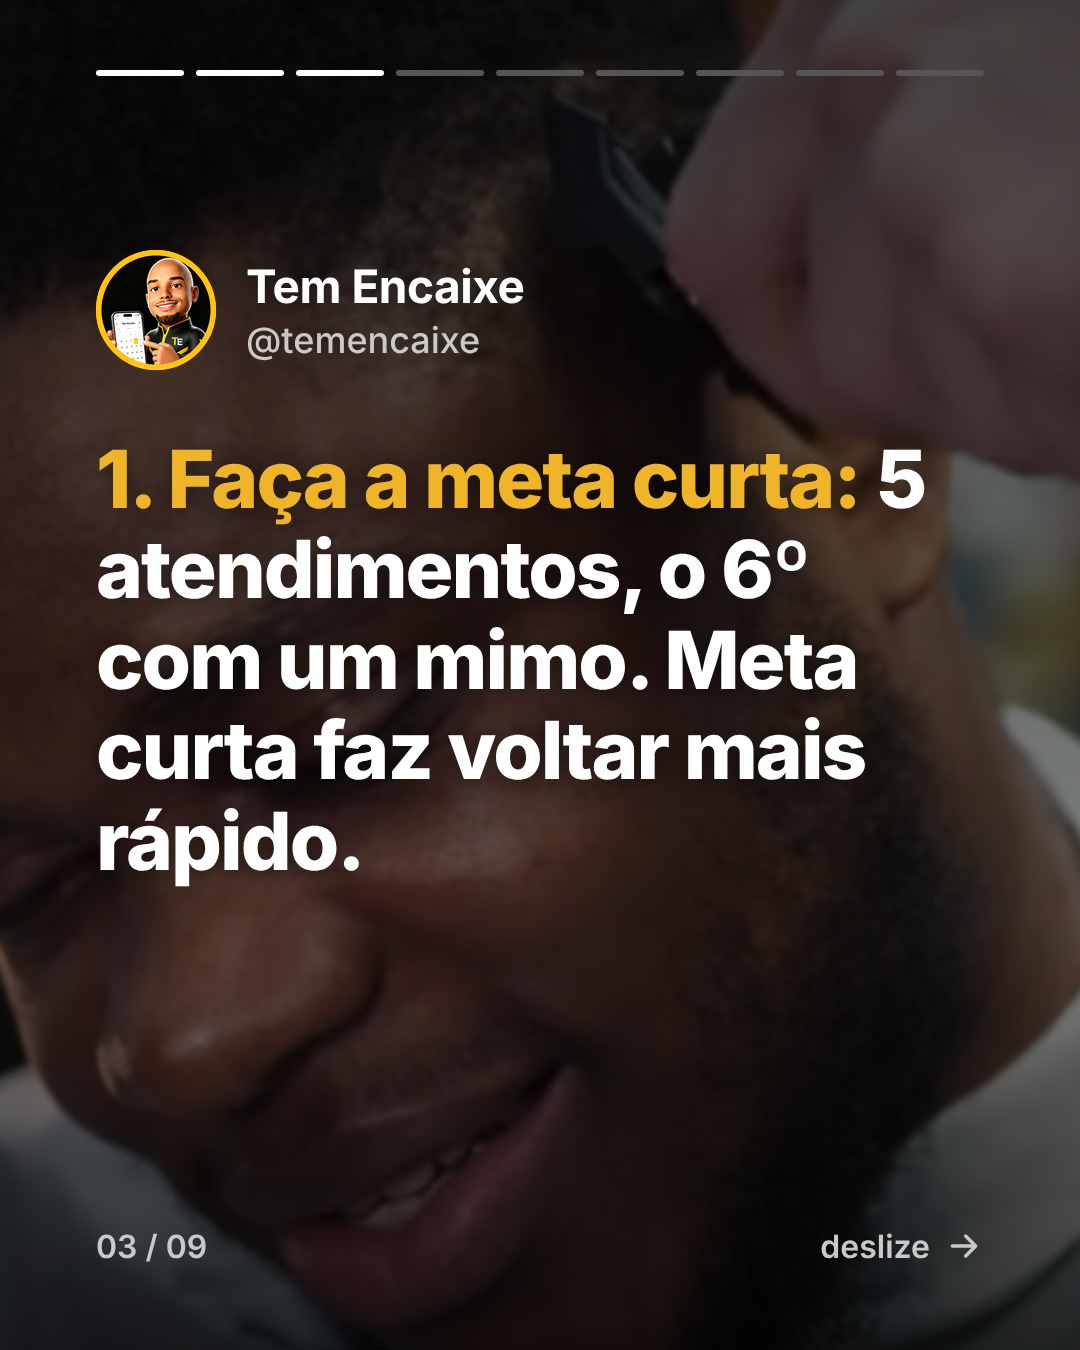 Tem Encaixe
@temencaixe
1. Faça a meta curta: 5
atendimentos, o 6º
com um mimo. Meta
curta faz voltar mais
rápido.
03 / 09
deslize →